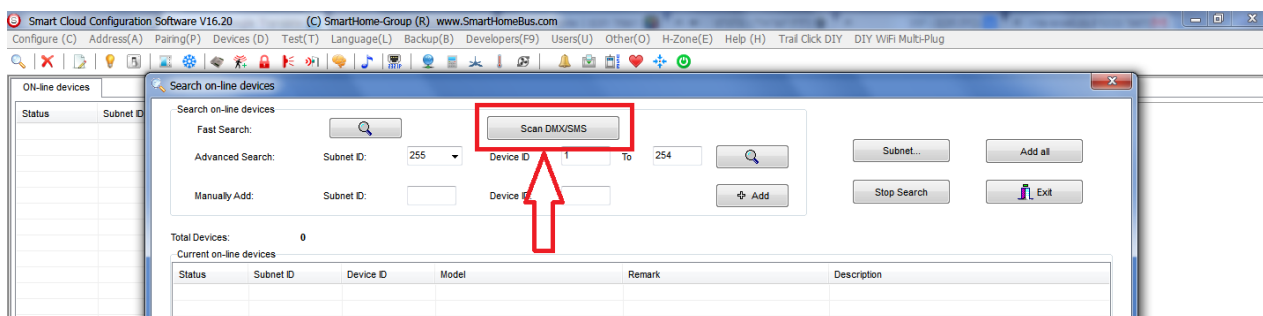 Smart Cloud Configuration Software V16.20 (C) SmartHome-Group (R) www.SmartHomeBus.com
Configure (C) Address(A) Pairing(P) Devices (D) Test(T) Language(L) Backup(B) Developers(F9) Users(U) Other(O) H-Zone(E) Help (H) Trail Click DIY DIY WiFi Multi-Plug
ON-line devices
Search on-line devices
Status Subnet ID
Search on-line devices
Fast Search: Scan DMX/SMS
Advanced Search: Subnet ID: 255 Device ID 1 To 254 Subnet... Add all
Manually Add: Subnet ID: Device ID Add Stop Search Exit
Total Devices: 0
Current on-line devices
Status Subnet ID Device ID Model Remark Description